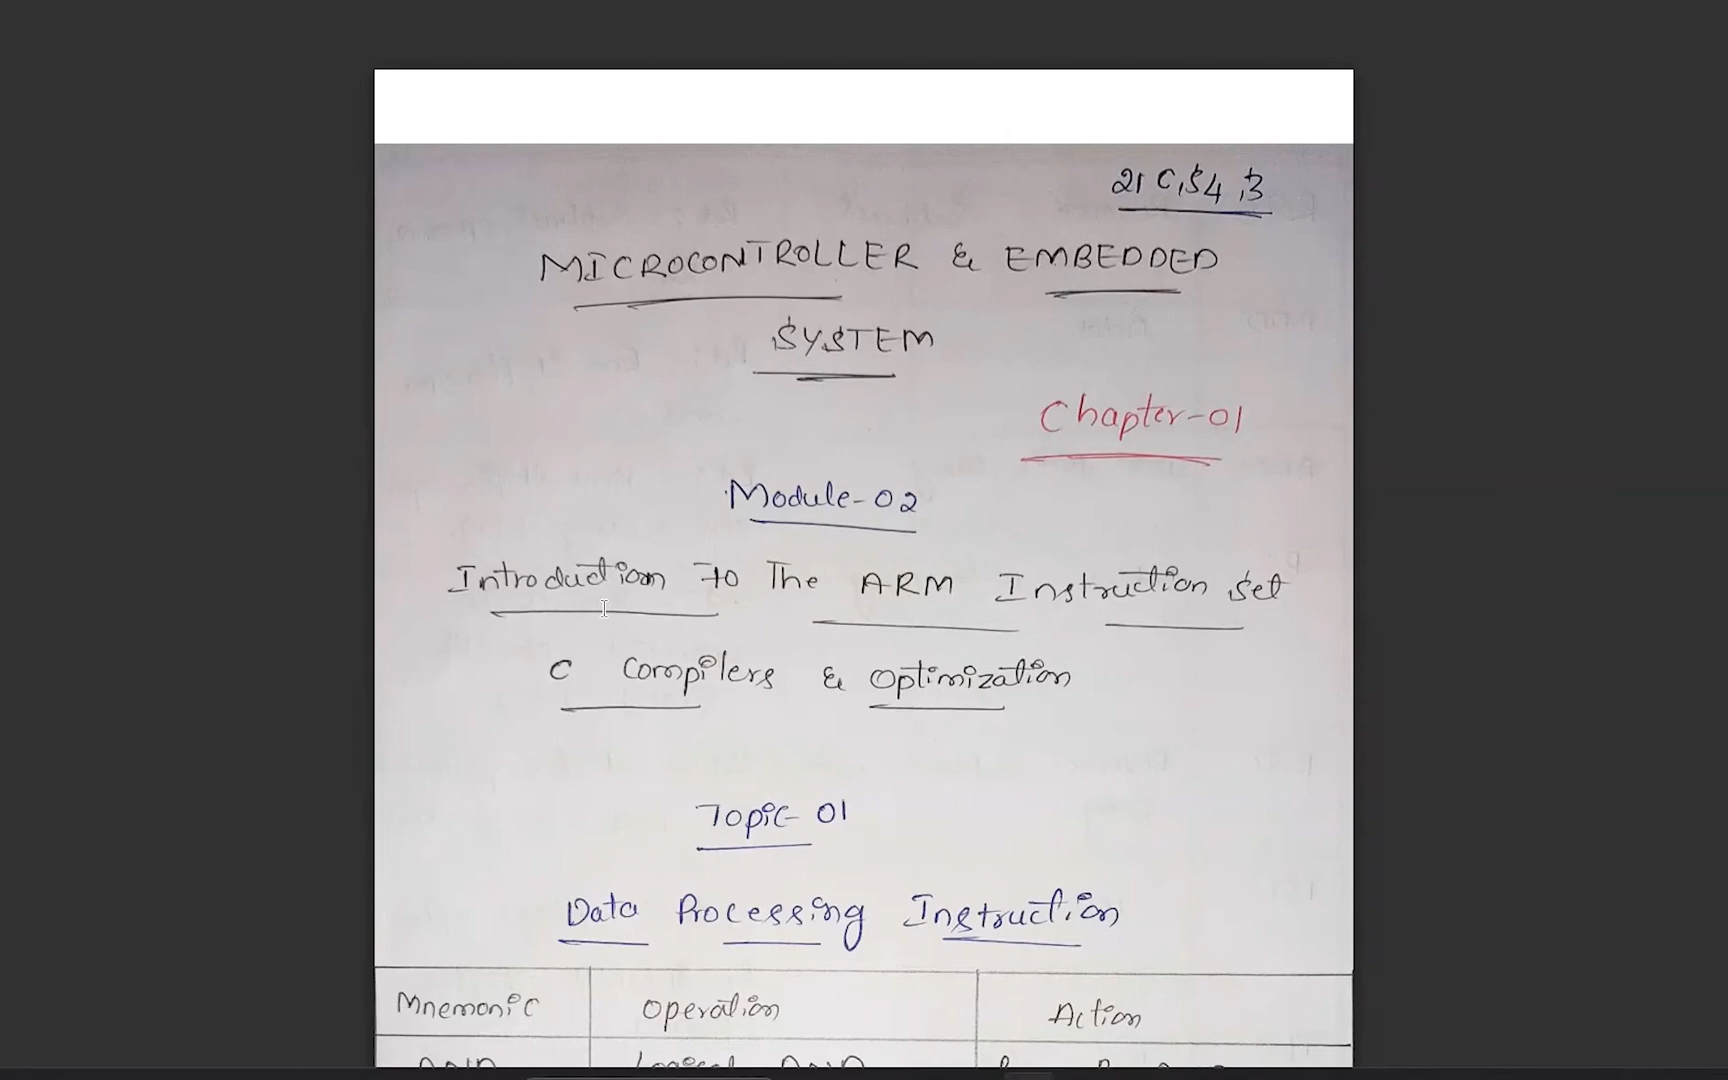 21CS43
MICROCONTROLLER & EMBEDDED
SYSTEM
Chapter-01
Module-02
Introduction To The ARM Instruction Set
C Compilers & Optimization
Topic-01
Data Processing Instruction
Mnemonic Operation Action